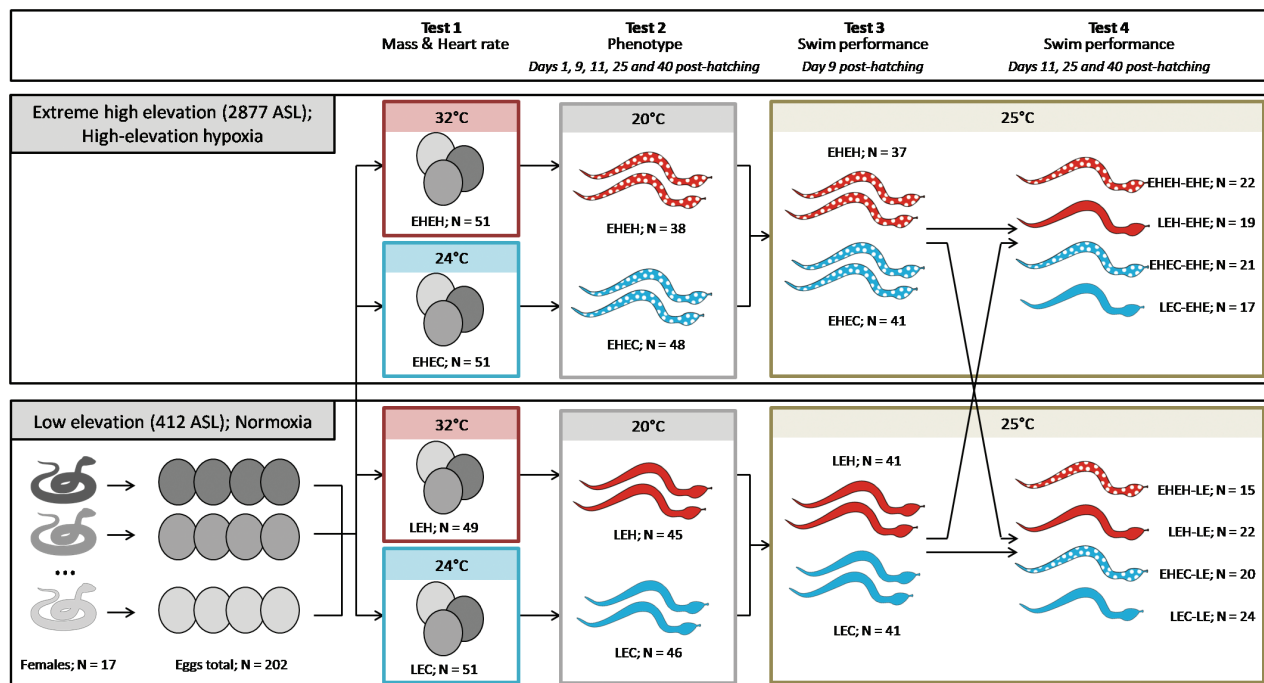 Test 1
Mass & Heart rate
Test 2
Phenotype
Days 1, 9, 11, 25 and 40 post-hatching
Test 3
Swim performance
Day 9 post-hatching
Test 4
Swim performance
Days 11, 25 and 40 post-hatching
Extreme high elevation (2877 ASL);
High-elevation hypoxia
32°C
EHEH; N = 51
24°C
EHEC; N = 51
20°C
EHEH; N = 38
EHEC; N = 48
25°C
EHEH; N = 37
EHEC; N = 41
EHEH-EHE; N = 22
LEH-EHE; N = 19
EHEC-EHE; N = 21
LEC-EHE; N = 17
Low elevation (412 ASL); Normoxia
...
Females; N = 17
Eggs total; N = 202
32°C
LEH; N = 49
24°C
LEC; N = 51
20°C
LEH; N = 45
LEC; N = 46
25°C
LEH; N = 41
LEC; N = 41
EHEH-LE; N = 15
LEH-LE; N = 22
EHEC-LE; N = 20
LEC-LE; N = 24